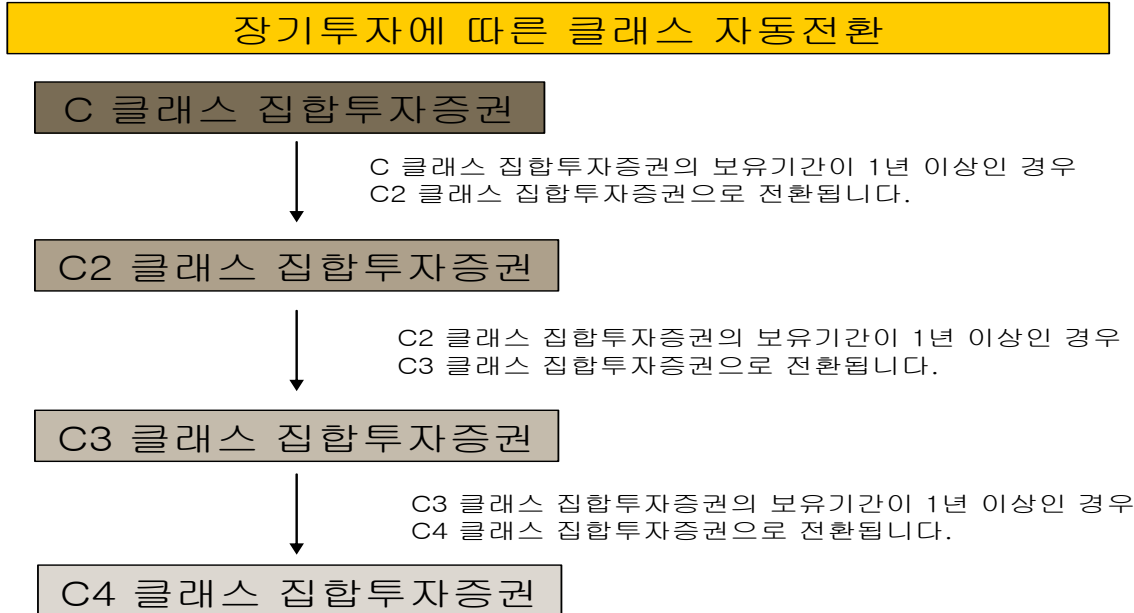 장기투자에 따른 클래스 자동전환
C 클래스 집합투자증권
C 클래스 집합투자증권의 보유기간이 1년 이상인 경우
C2 클래스 집합투자증권으로 전환됩니다.
C2 클래스 집합투자증권
C2 클래스 집합투자증권의 보유기간이 1년 이상인 경우
C3 클래스 집합투자증권으로 전환됩니다.
C3 클래스 집합투자증권
C3 클래스 집합투자증권의 보유기간이 1년 이상인 경우
C4 클래스 집합투자증권으로 전환됩니다.
C4 클래스 집합투자증권